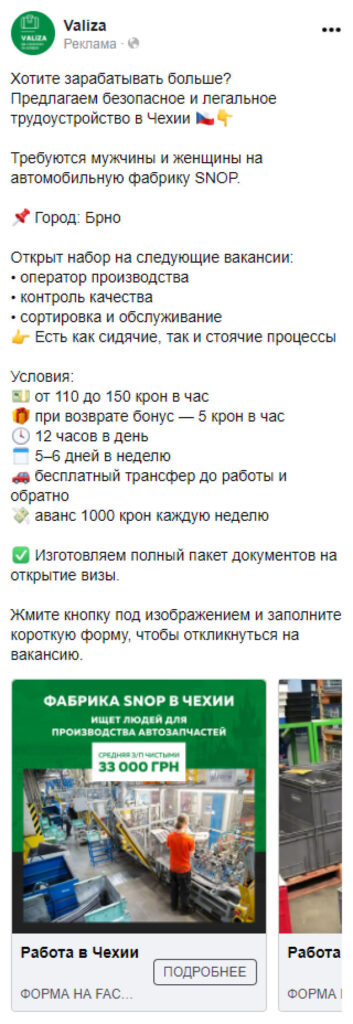 VALIZA
Valiza
Реклама ·
Хотите зарабатывать больше?
Предлагаем безопасное и легальное
трудоустройство в Чехии 🇨🇿👇
Требуются мужчины и женщины на
автомобильную фабрику SNOP.
📌 Город: Брно
Открыт набор на следующие вакансии:
• оператор производства
• контроль качества
• сортировка и обслуживание
👉 Есть как сидячие, так и стоячие процессы
Условия:
💵 от 110 до 150 крон в час
🎁 при возврате бонус — 5 крон в час
🕓 12 часов в день
🗓 5–6 дней в неделю
🚗 бесплатный трансфер до работы и
обратно
💸 аванс 1000 крон каждую неделю
✅ Изготовляем полный пакет документов на
открытие визы.
Жмите кнопку под изображением и заполните
короткую форму, чтобы откликнуться на
вакансию.
ФАБРИКА SNOP В ЧЕХИИ
ИЩЕТ ЛЮДЕЙ ДЛЯ
ПРОИЗВОДСТВА АВТОЗАПЧАСТЕЙ
СРЕДНЯЯ З/П ЧИСТЫМИ
33 000 ГРН
Работа в Чехии
ПОДРОБНЕЕ
ФОРМА НА FAC...
Работа
ФОРМА